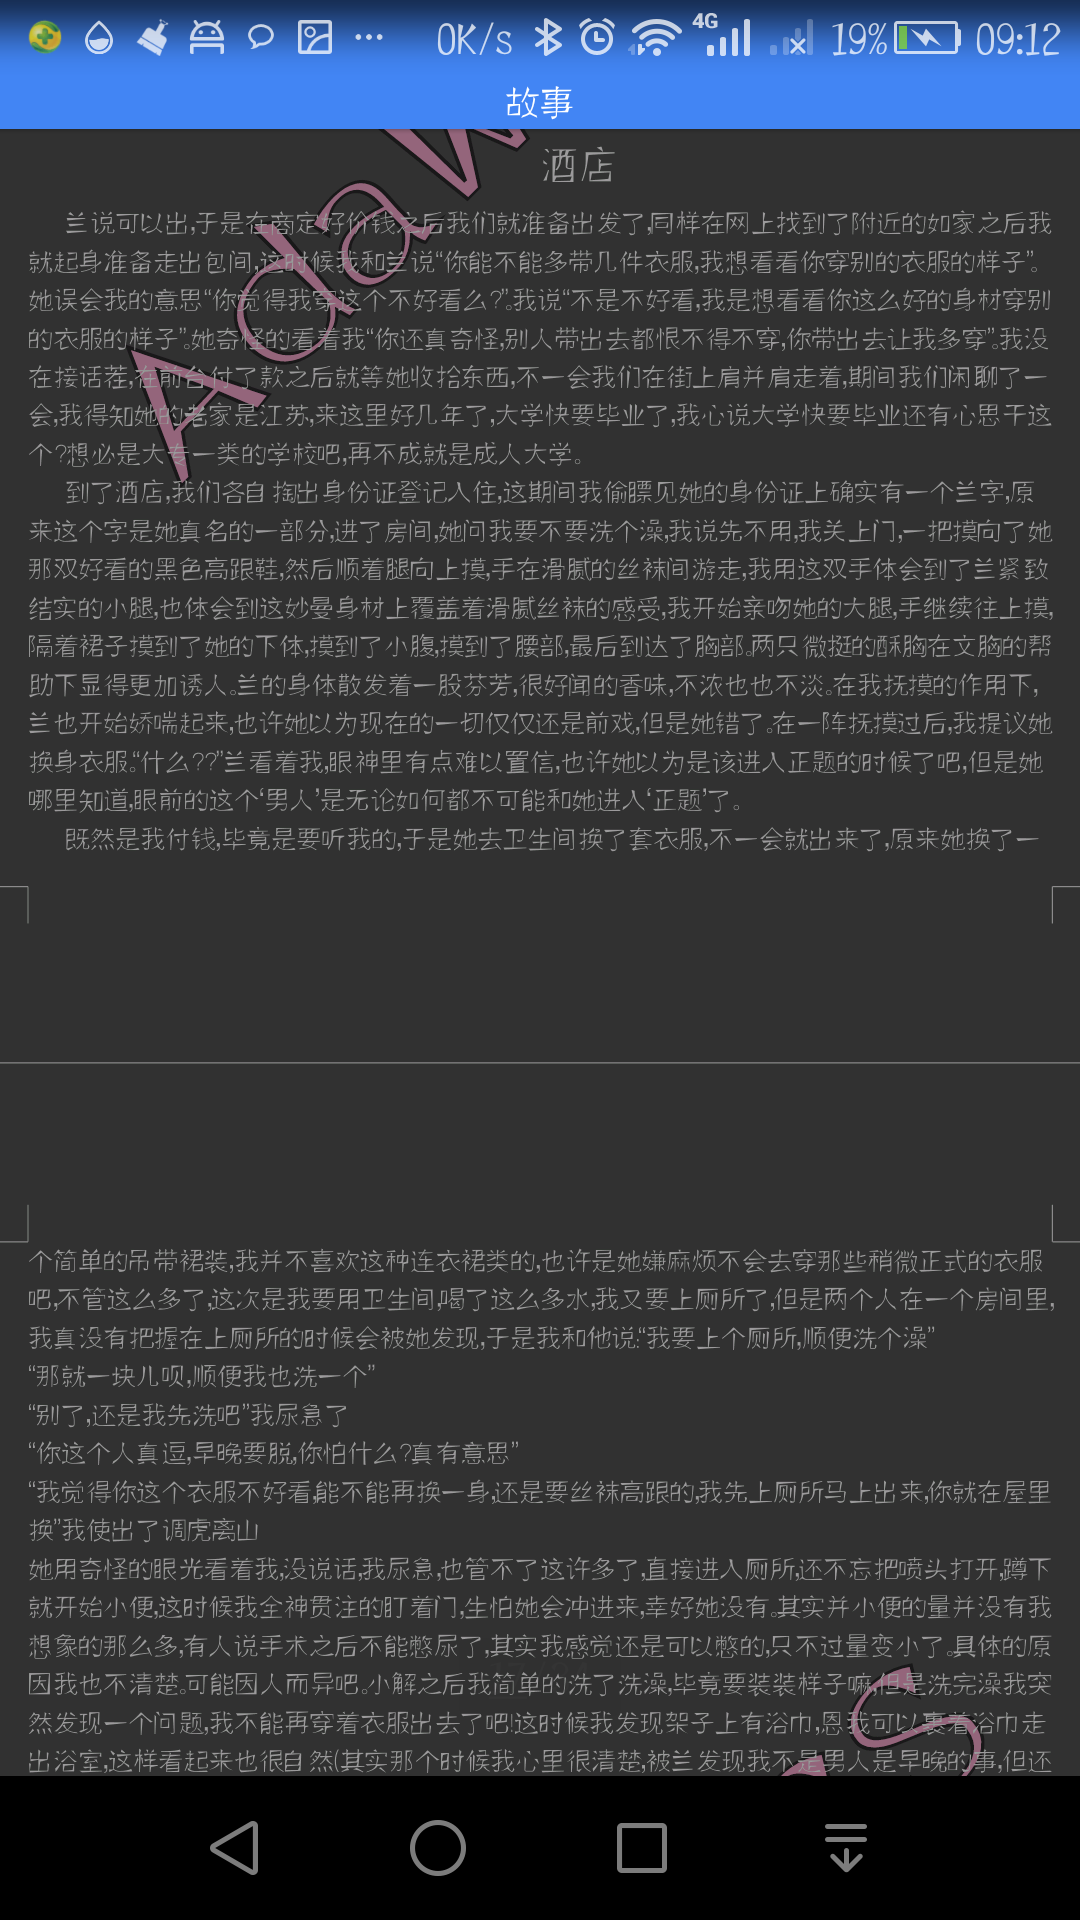 0K/s 4G 19% 09:12
故事
酒店
兰说可以出,于是在商定好价钱之后我们就准备出发了,同样在网上找到了附近的如家之后我
就起身准备走出包间,这时候我和兰说“你能不能多带几件衣服,我想看看你穿别的衣服的样子”。
她误会我的意思“你觉得我穿这个不好看么?”。我说“不是不好看,我是想看看你这么好的身材穿别
的衣服的样子”。她奇怪的看着我“你还真奇怪,别人带出去都恨不得不穿,你带出去让我多穿”。我没
在接话茬,在前台付了款之后就等她收拾东西,不一会我们在街上肩并肩走着,期间我们闲聊了一
会,我得知她的老家是江苏,来这里好几年了,大学快要毕业了,我心说大学快要毕业还有心思干这
个?想必是大专一类的学校吧,再不成就是成人大学。
到了酒店,我们各自掏出身份证登记入住,这期间我偷瞟见她的身份证上确实有一个兰字,原
来这个字是她真名的一部分,进了房间,她问我要不要洗个澡,我说先不用,我关上门,一把摸向了她
那双好看的黑色高跟鞋,然后顺着腿向上摸,手在滑腻的丝袜间游走,我用这双手体会到了兰紧致
结实的小腿,也体会到这妙曼身材上覆盖着滑腻丝袜的感受,我开始亲吻她的大腿,手继续往上摸,
隔着裙子摸到了她的下体,摸到了小腹,摸到了腰部,最后到达了胸部。两只微挺的酥胸在文胸的帮
助下显得更加诱人。兰的身体散发着一股芬芳,很好闻的香味,不浓也也不淡。在我抚摸的作用下,
兰也开始娇喘起来,也许她以为现在的一切仅仅还是前戏,但是她错了。在一阵抚摸过后,我提议她
换身衣服。“什么??”兰看着我,眼神里有点难以置信,也许她以为是该进入正题的时候了吧,但是她
哪里知道,眼前的这个‘男人’是无论如何都不可能和她进入‘正题’了。
既然是我付钱,毕竟是要听我的,于是她去卫生间换了套衣服,不一会就出来了,原来她换了一
个简单的吊带裙装,我并不喜欢这种连衣裙类的,也许是她嫌麻烦不会去穿那些稍微正式的衣服
吧,不管这么多了,这次是我要用卫生间,喝了这么多水,我又要上厕所了,但是两个人在一个房间里,
我真没有把握在上厕所的时候会被她发现,于是我和他说:“我要上个厕所,顺便洗个澡”
“那就一块儿呗,顺便我也洗一个”
“别了,还是我先洗吧”我尿急了
“你这个人真逗,早晚要脱,你怕什么?真有意思”
“我觉得你这个衣服不好看,能不能再换一身,还是要丝袜高跟的,我先上厕所马上出来,你就在屋里
换”我使出了调虎离山
她用奇怪的眼光看着我,没说话,我尿急,也管不了这许多了,直接进入厕所,还不忘把喷头打开,蹲下
就开始小便,这时候我全神贯注的盯着门,生怕她会冲进来,幸好她没有。其实并小便的量并没有我
想象的那么多,有人说手术之后不能憋尿了,其实我感觉还是可以憋的,只不过量变小了。具体的原
因我也不清楚。可能因人而异吧。小解之后我简单的洗了洗澡,毕竟要装装样子嘛,但是洗完澡我突
然发现一个问题,我不能再穿着衣服出去了吧!这时候我发现架子上有浴巾,恩我可以裹着浴巾走
出浴室,这样看起来也很自然(其实那个时候我心里很清楚,被兰发现我不是男人是早晚的事,但还